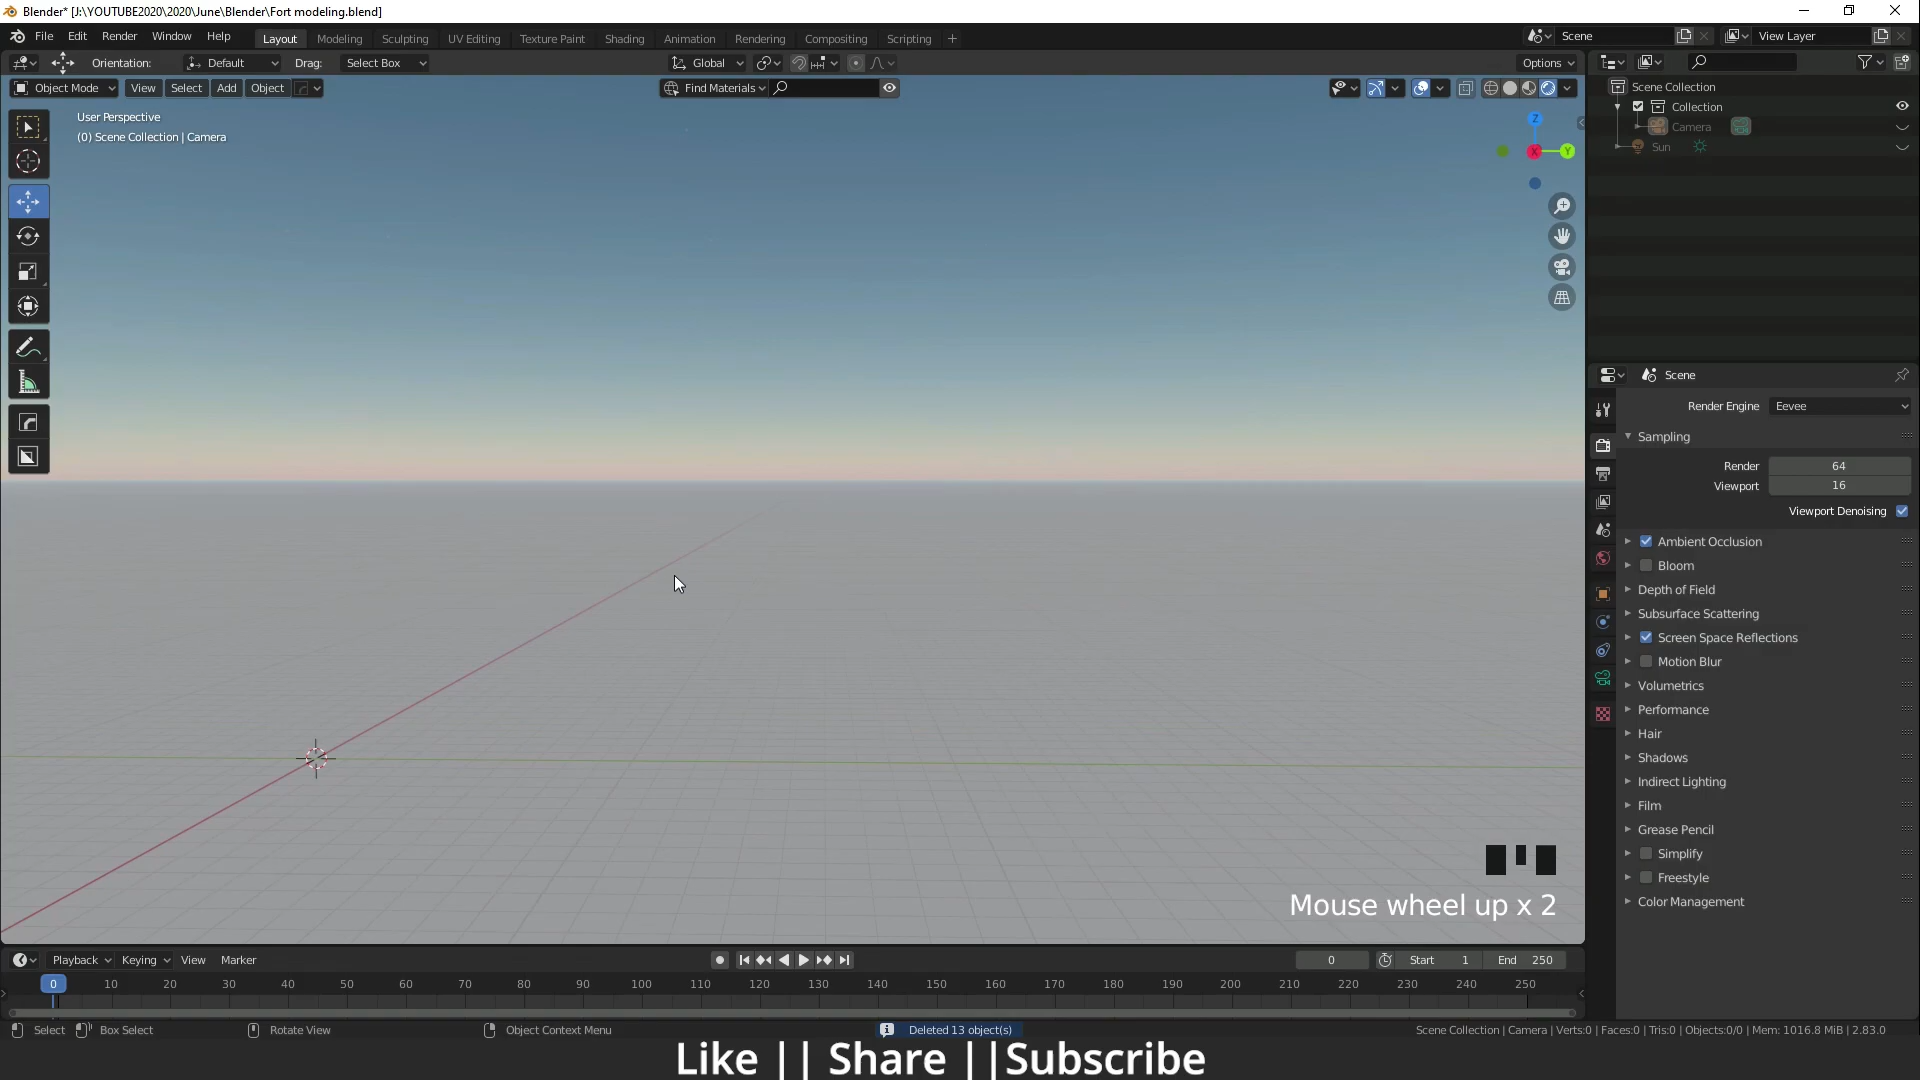 Blender* [J:\YOUTUBE2020\2020\June\Blender\Fort modeling.blend]
File Edit Render Window Help Layout Modeling Sculpting UV Editing Texture Paint Shading Animation Rendering Compositing Scripting + Scene View Layer
Orientation: Default Drag: Select Box Global Options
Object Mode View Select Add Object Find Materials
User Perspective
(0) Scene Collection | Camera
Z
X Y
Scene Collection
Collection
Camera
Sun
Scene
Render Engine Eevee
Sampling
Render 64
Viewport 16
Viewport Denoising
Ambient Occlusion
Bloom
Depth of Field
Subsurface Scattering
Screen Space Reflections
Motion Blur
Volumetrics
Performance
Hair
Shadows
Indirect Lighting
Film
Grease Pencil
Simplify
Freestyle
Color Management
Mouse wheel up x 2
Playback Keying View Marker 0 Start 1 End 250
0 10 20 30 40 50 60 70 80 90 100 110 120 130 140 150 160 170 180 190 200 210 220 230 240 250
Select Box Select Rotate View Object Context Menu Deleted 13 object(s) Scene Collection | Camera | Verts:0 | Faces:0 | Tris:0 | Objects:0/0 | Mem: 1016.8 MiB | 2.83.0
Like || Share ||Subscribe